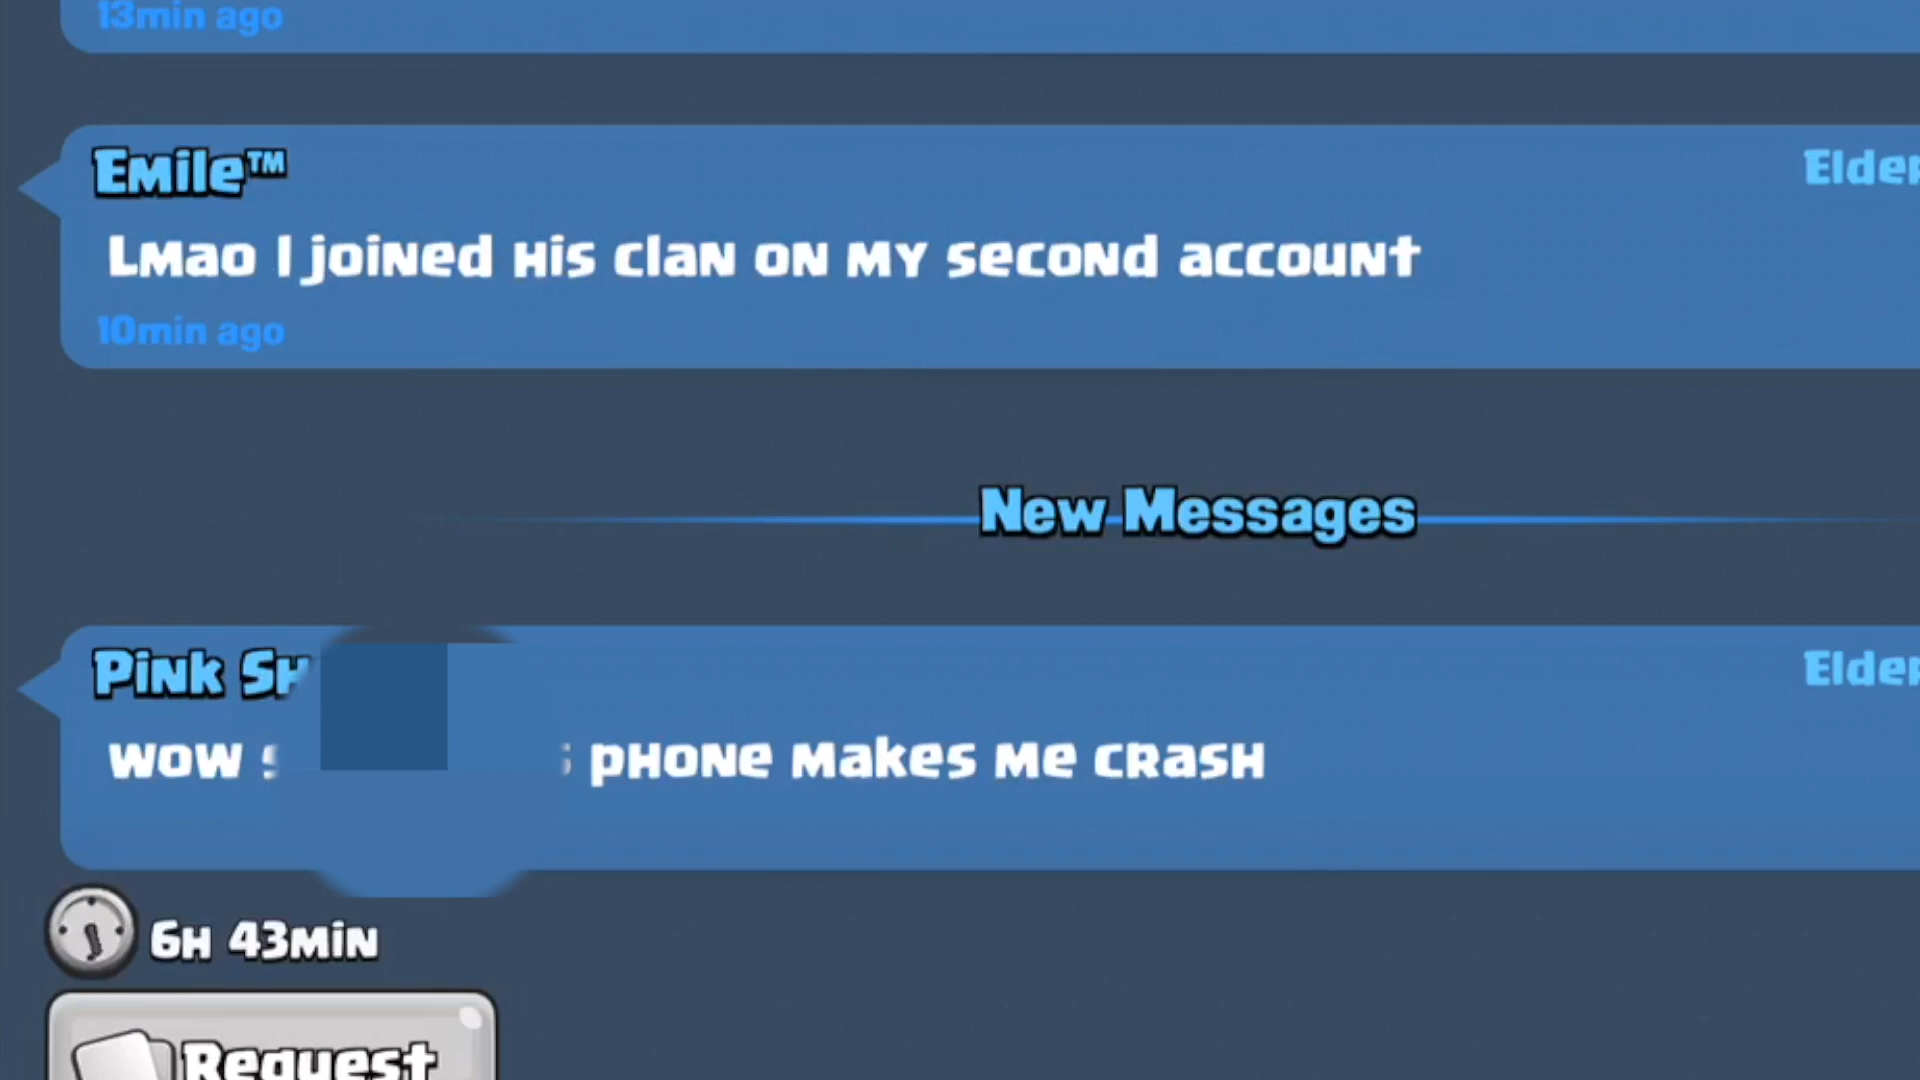 13min ago
Emile™
Elder
Lmao I joined his clan on my second account
10min ago
New Messages
Pink Sh
Elder
wow phone makes me crash
6h 43min
Request